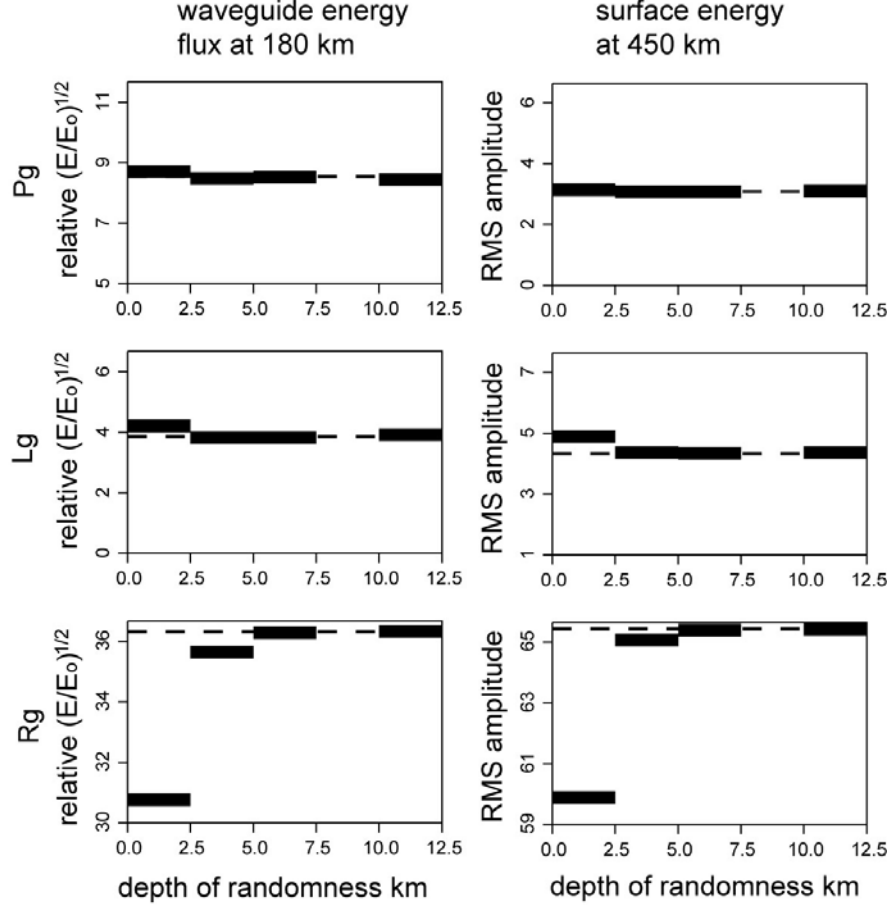 waveguide energy
flux at 180 km
surface energy
at 450 km
Pg
relative (E/Eo)1/2
11
9
7
5
0.0 2.5 5.0 7.5 10.0 12.5
RMS amplitude
6
4
2
0
0.0 2.5 5.0 7.5 10.0 12.5
Lg
relative (E/Eo)1/2
6
4
2
0
0.0 2.5 5.0 7.5 10.0 12.5
RMS amplitude
7
5
3
1
0.0 2.5 5.0 7.5 10.0 12.5
Rg
relative (E/Eo)1/2
36
34
32
30
0.0 2.5 5.0 7.5 10.0 12.5
depth of randomness km
RMS amplitude
65
63
61
59
0.0 2.5 5.0 7.5 10.0 12.5
depth of randomness km